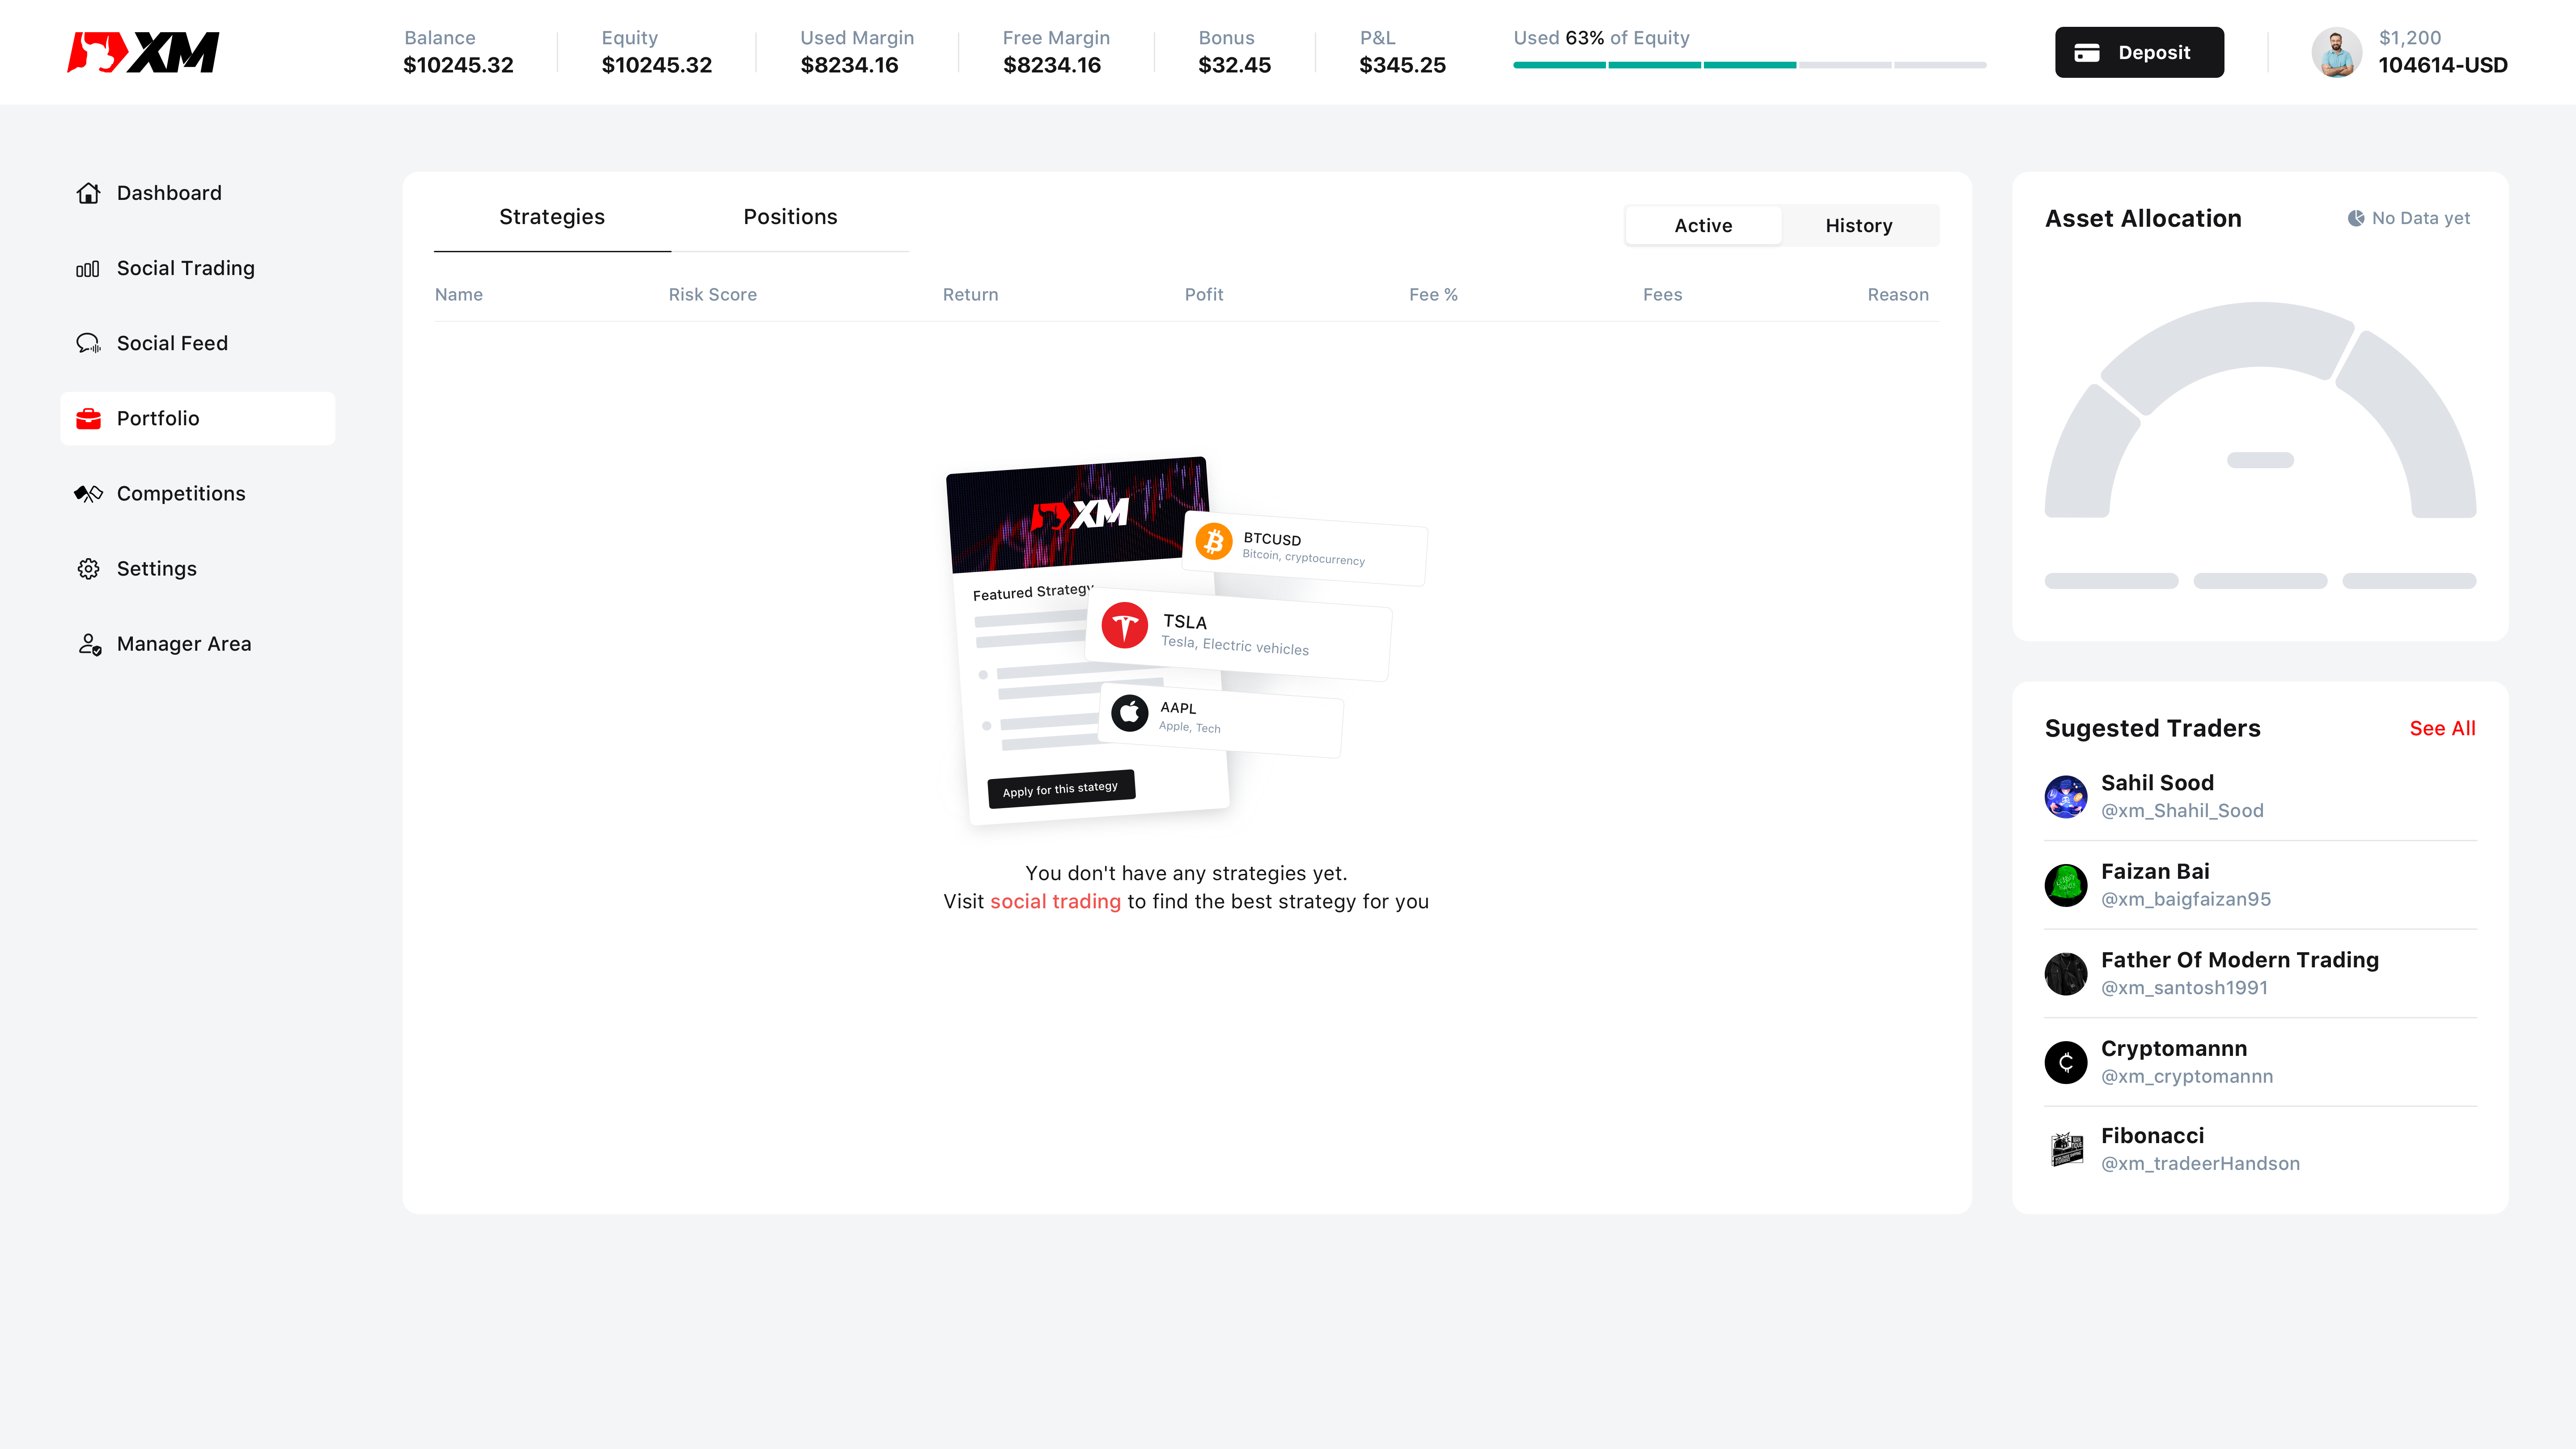 XM
Balance
$10245.32
Equity
$10245.32
Used Margin
$8234.16
Free Margin
$8234.16
Bonus
$32.45
P&L
$345.25
Used 63% of Equity
Deposit
$1,200
104614-USD
Dashboard
Social Trading
Social Feed
Portfolio
Competitions
Settings
Manager Area
Strategies
Positions
Active
History
Name
Risk Score
Return
Pofit
Fee %
Fees
Reason
XM
Featured Strategy
BTCUSD
Bitcoin, cryptocurrency
TSLA
Tesla, Electric vehicles
AAPL
Apple, Tech
Apply for this stategy
You don't have any strategies yet.
Visit social trading to find the best strategy for you
Asset Allocation
No Data yet
Sugested Traders
See All
Sahil Sood
@xm_Shahil_Sood
Faizan Bai
@xm_baigfaizan95
Father Of Modern Trading
@xm_santosh1991
Cryptomannn
@xm_cryptomannn
Fibonacci
@xm_tradeerHandson